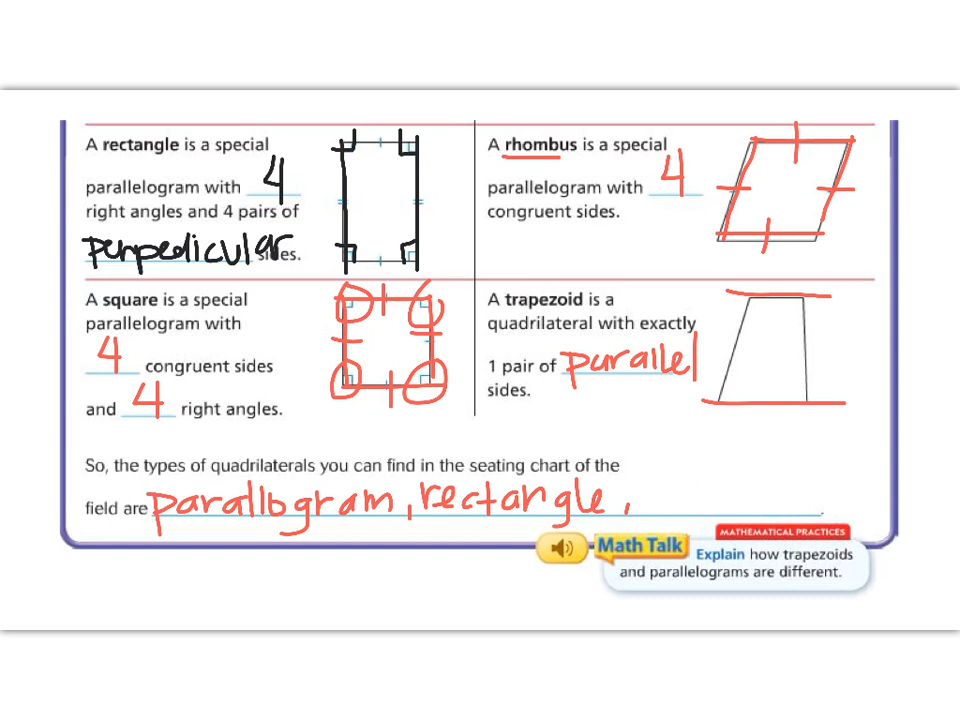 A rectangle is a special
parallelogram with 4
right angles and 4 pairs of
perpedicular sides.
A rhombus is a special
parallelogram with 4
congruent sides.
A square is a special
parallelogram with
4 congruent sides
and 4 right angles.
A trapezoid is a
quadrilateral with exactly
1 pair of parallel
sides.
So, the types of quadrilaterals you can find in the seating chart of the
field are parallogram, rectangle, .
MATHEMATICAL PRACTICES
Math Talk Explain how trapezoids
and parallelograms are different.